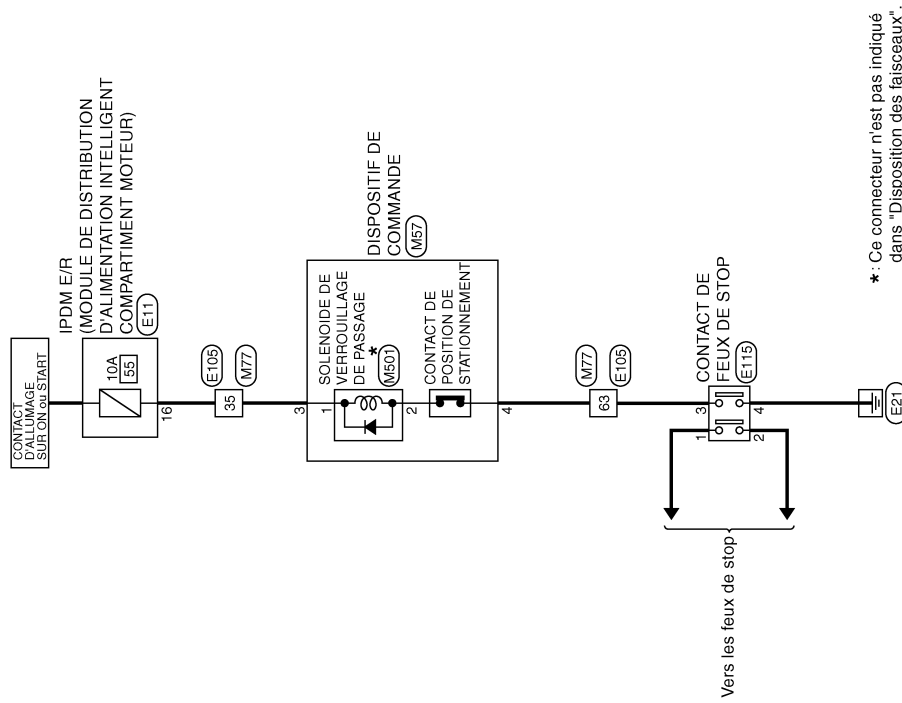 CONTACT
D'ALLUMAGE
SUR ON ou START
IPDM E/R
(MODULE DE DISTRIBUTION
D'ALIMENTATION INTELLIGENT
COMPARTIMENT MOTEUR)
E11
10A
55
16
E105
35
M77
3
DISPOSITIF DE
COMMANDE
M57
SOLENOIDE DE
VERROUILLAGE
DE PASSAGE
*
M501
1
2
CONTACT DE
POSITION DE
STATIONNEMENT
4
M77
63
E105
CONTACT DE
FEUX DE STOP
E115
1
3
2
4
Vers les feux de stop
E21
*: Ce connecteur n'est pas indiqué
dans "Disposition des faisceaux".